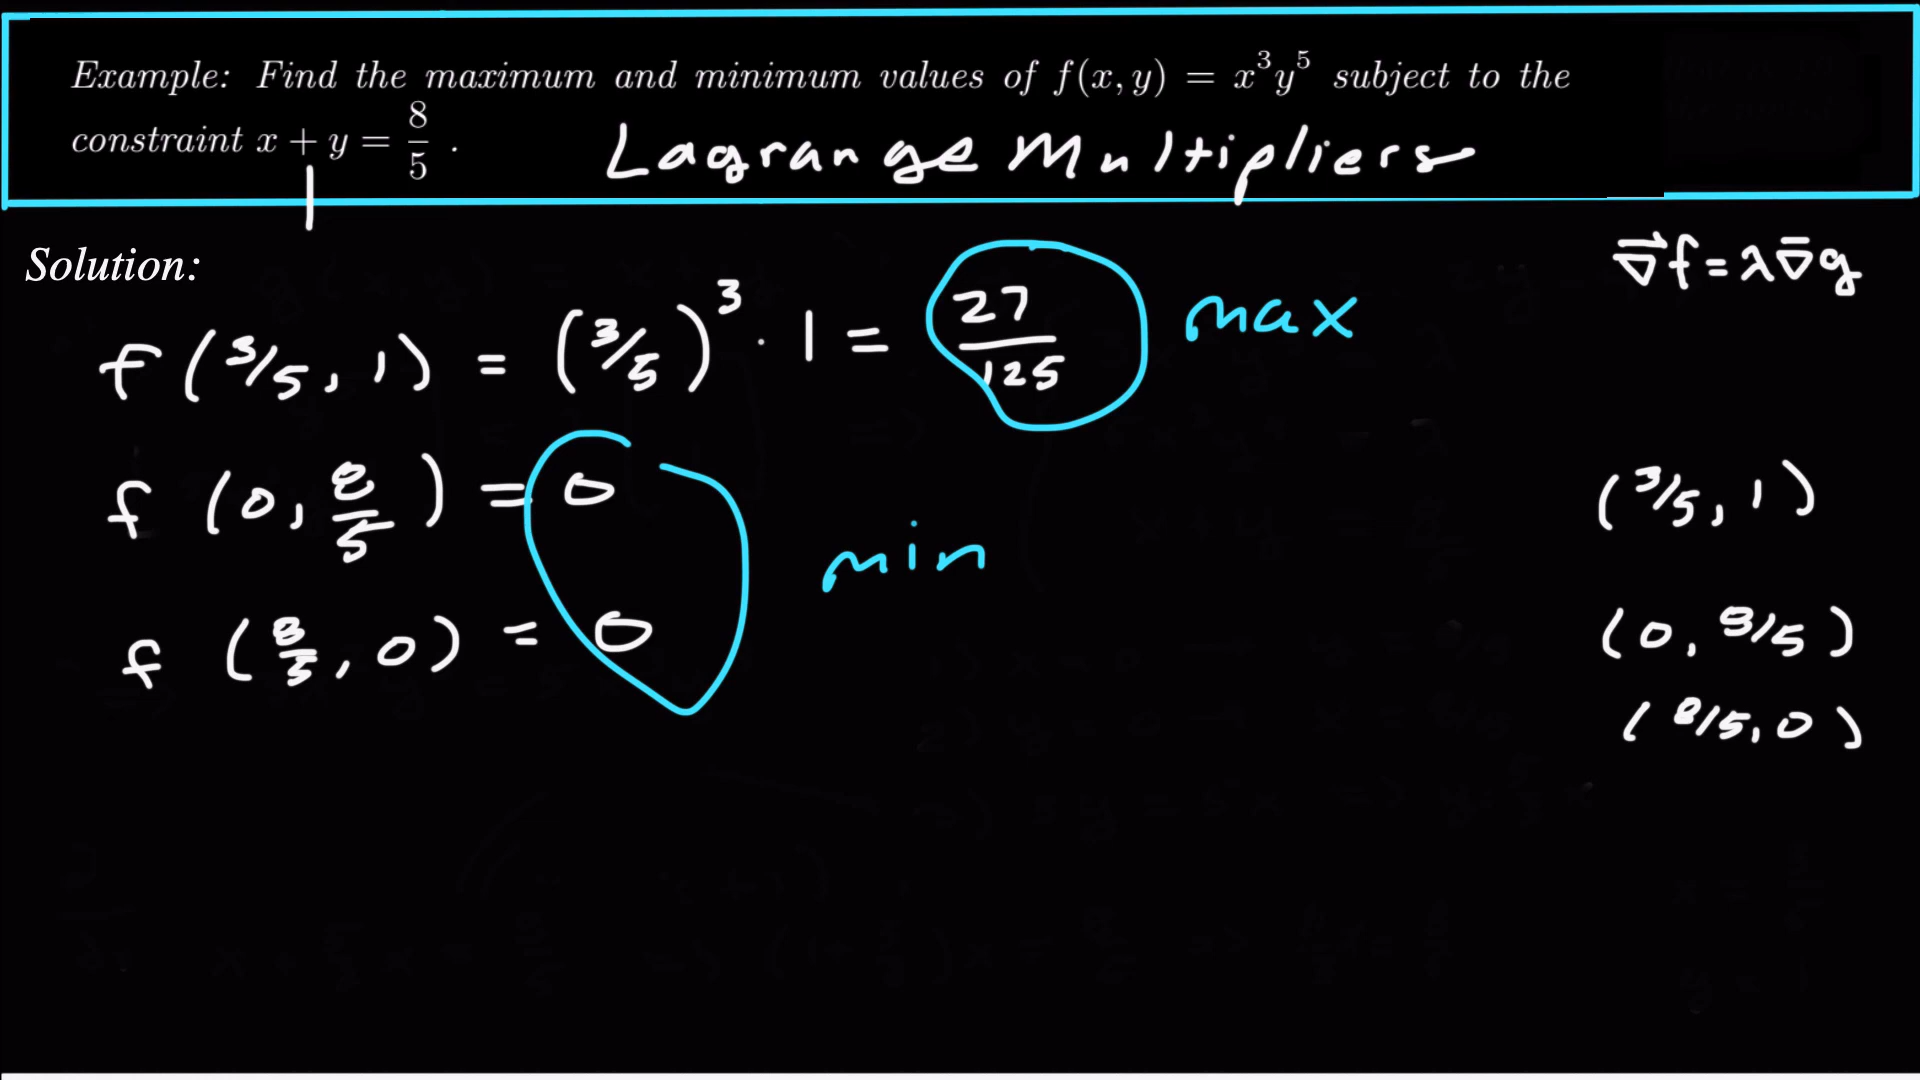 Example: Find the maximum and minimum values of f(x, y) = x³y⁵ subject to the
constraint x + y = 8/5 .
Lagrange Multipliers
Solution:
∇f = λ∇g
f(3/5, 1) = (3/5)³ · 1 = 27/125 max
f(0, 8/5) = 0
min
f(8/5, 0) = 0
(3/5, 1)
(0, 8/5)
(8/5, 0)